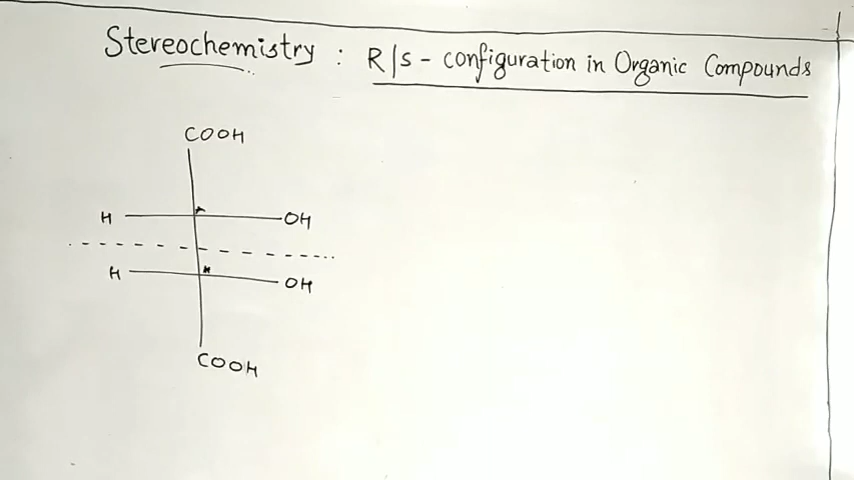 Stereochemistry : R/S - configuration in Organic Compounds
COOH
H OH
H OH
COOH